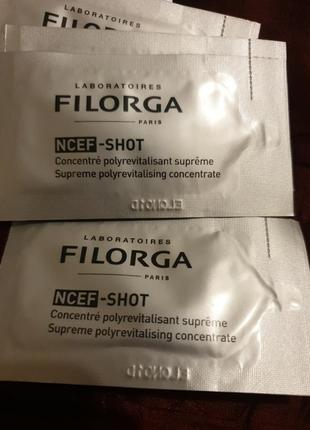 FILORGA
LABORATOIRES
FILORGA
PARIS
NCEF-SHOT
Concentré polyrevitalisant suprême
Supreme polyrevitalising concentrate
LABORATOIRES
FILORGA
PARIS
NCEF-SHOT
Concentré polyrevitalisant suprême
Supreme polyrevitalising concentrate